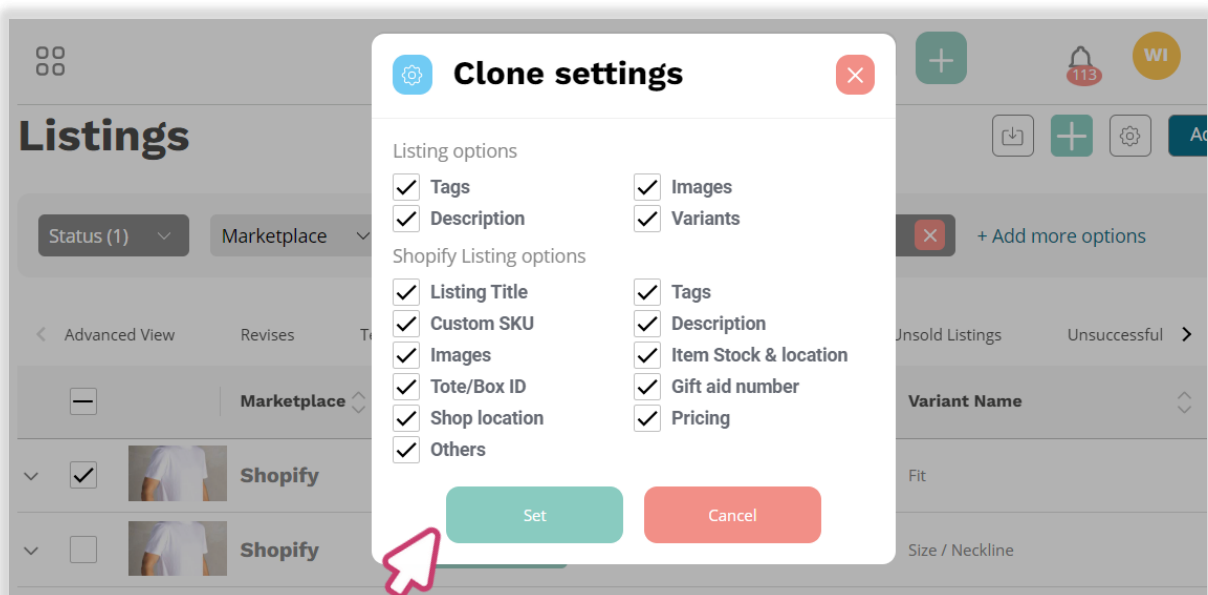 Clone settings
113
WI
Listings
Status (1)
Marketplace
+ Add more options
Listing options
Tags
Images
Description
Variants
Shopify Listing options
Listing Title
Tags
Custom SKU
Description
Images
Item Stock & location
Tote/Box ID
Gift aid number
Shop location
Pricing
Others
Set
Cancel
Advanced View
Revises
Unsold Listings
Unsuccessful
Marketplace
Variant Name
Shopify
Fit
Shopify
Size / Neckline